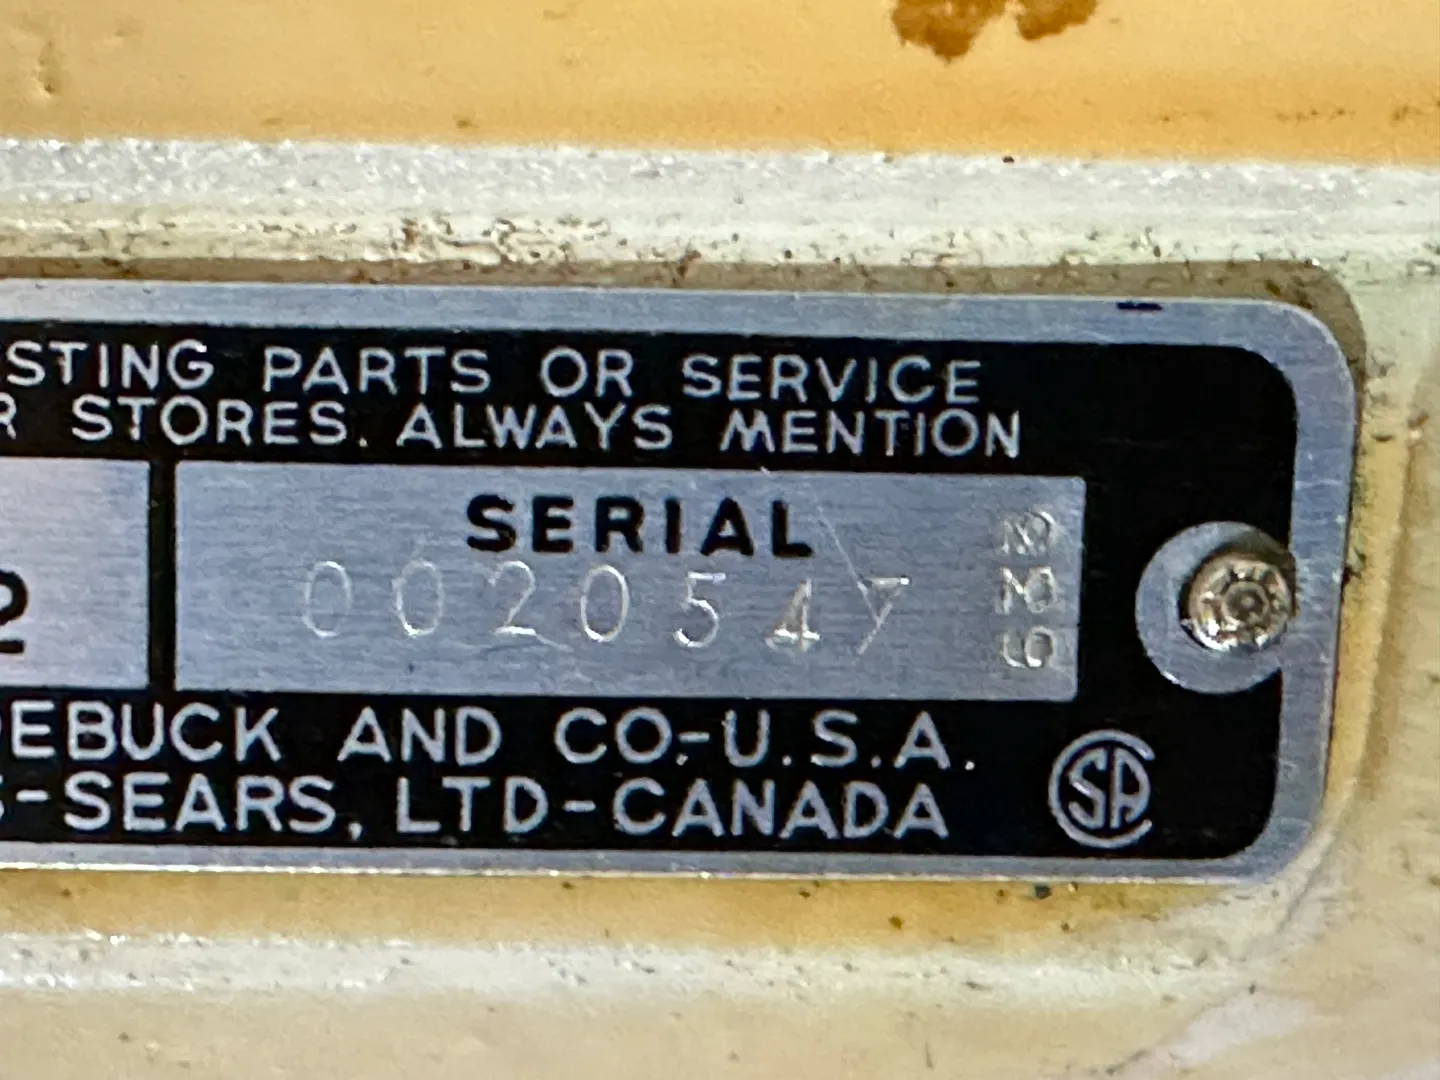 STING PARTS OR SERVICE
R STORES. ALWAYS MENTION
2
SERIAL
0020547
EBUCK AND CO.-U.S.A.
-SEARS, LTD-CANADA
SA